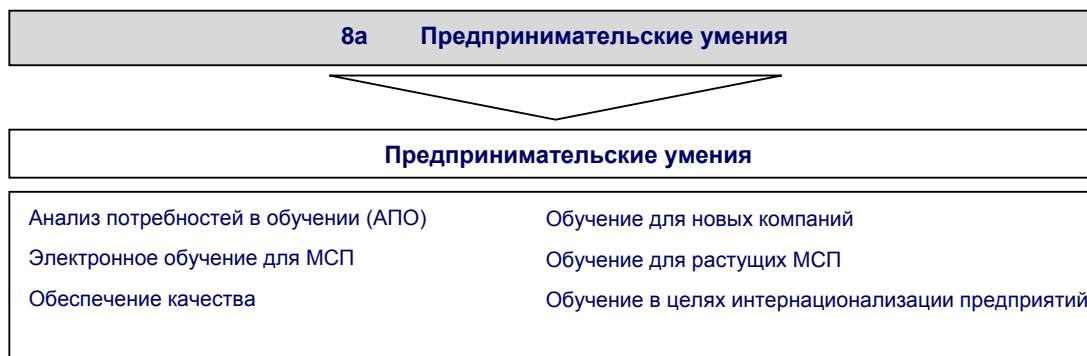 8a Предпринимательские умения
Предпринимательские умения
Анализ потребностей в обучении (АПО)
Электронное обучение для МСП
Обеспечение качества
Обучение для новых компаний
Обучение для растущих МСП
Обучение в целях интернационализации предприятий